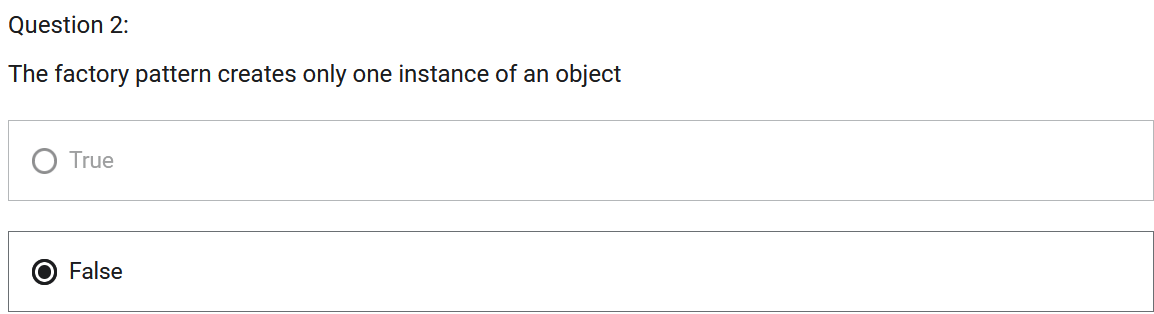 Question 2:
The factory pattern creates only one instance of an object
True
False